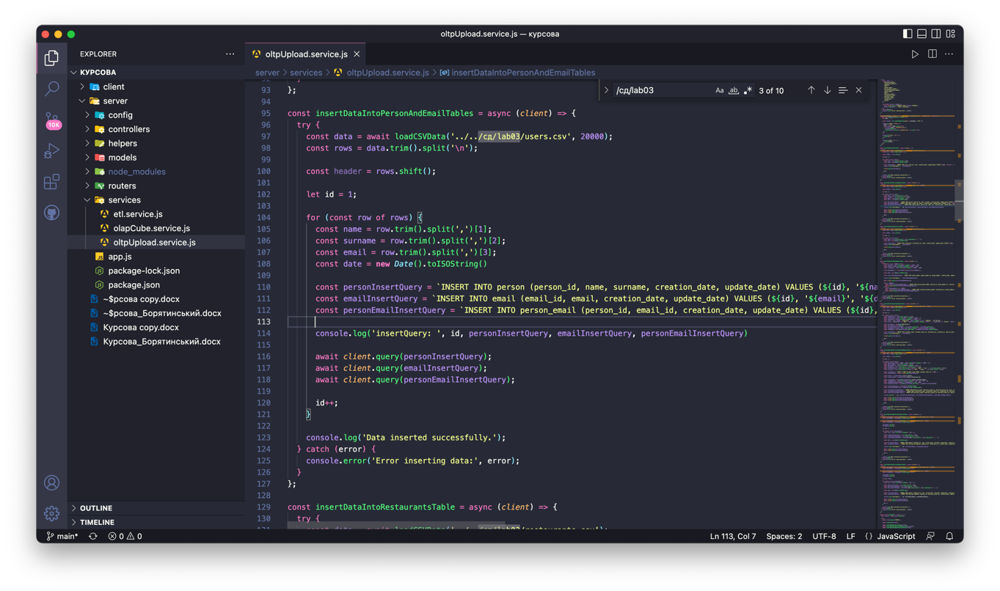 oltpUpload.service.js — курсова
EXPLORER
oltpUpload.service.js
КУРСОВА
client
server
config
controllers
helpers
models
node_modules
routers
services
etl.service.js
olapCube.service.js
oltpUpload.service.js
app.js
package-lock.json
package.json
~$рсова copy.docx
~$рсова_Борятинський.docx
Курсова copy.docx
Курсова_Борятинський.docx
OUTLINE
TIMELINE
10K
server > services > oltpUpload.service.js > insertDataIntoPersonAndEmailTables
/сд/lab03
Aa ab .*
3 of 10
93 };
94
95 const insertDataIntoPersonAndEmailTables = async (client) => {
96 try {
97 const data = await loadCSVData('../../сд/lab03/users.csv', 20000);
98 const rows = data.trim().split('\n');
99
100 const header = rows.shift();
101
102 let id = 1;
103
104 for (const row of rows) {
105 const name = row.trim().split(',')[1];
106 const surname = row.trim().split(',')[2];
107 const email = row.trim().split(',')[3];
108 const date = new Date().toISOString()
109
110 const personInsertQuery = `INSERT INTO person (person_id, name, surname, creation_date, update_date) VALUES (${id}, '${na
111 const emailInsertQuery = `INSERT INTO email (email_id, email, creation_date, update_date) VALUES (${id}, '${email}', '${d
112 const personEmailInsertQuery = `INSERT INTO person_email (person_id, email_id, creation_date, update_date) VALUES (${id},
113
114 console.log('insertQuery: ', id, personInsertQuery, emailInsertQuery, personEmailInsertQuery)
115
116 await client.query(personInsertQuery);
117 await client.query(emailInsertQuery);
118 await client.query(personEmailInsertQuery);
119
120 id++;
121 }
122
123 console.log('Data inserted successfully.');
124 } catch (error) {
125 console.error('Error inserting data:', error);
126 }
127 };
128
129 const insertDataIntoRestaurantsTable = async (client) => {
130 try {
main*
0 0
Ln 113, Col 7
Spaces: 2
UTF-8
LF
{ } JavaScript